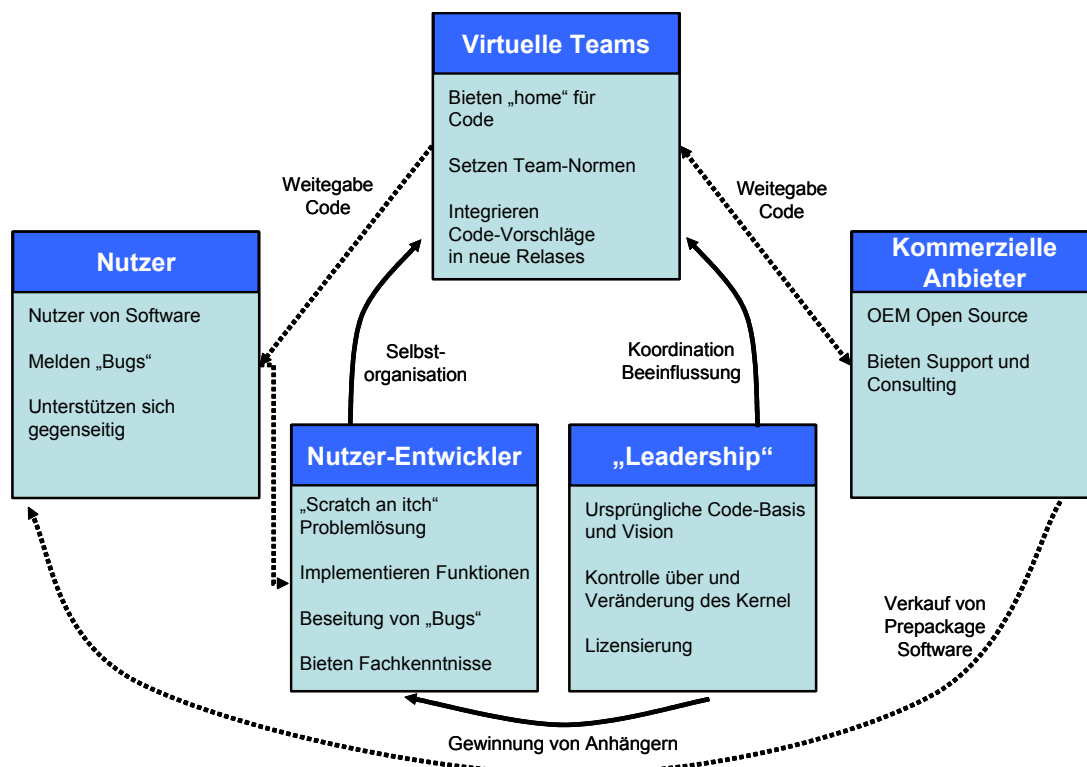 Virtuelle Teams
Bieten „home“ für
Code
Setzen Team-Normen
Integrieren
Code-Vorschläge
in neue Relases
Weitegabe
Code
Weitegabe
Code
Nutzer
Nutzer von Software
Melden „Bugs“
Unterstützen sich
gegenseitig
Kommerzielle
Anbieter
OEM Open Source
Bieten Support und
Consulting
Selbst-
organisation
Koordination
Beeinflussung
Nutzer-Entwickler
„Scratch an itch“
Problemlösung
Implementieren Funktionen
Beseitung von „Bugs“
Bieten Fachkenntnisse
„Leadership“
Ursprüngliche Code-Basis
und Vision
Kontrolle über und
Veränderung des Kernel
Lizensierung
Verkauf von
Prepackage
Software
Gewinnung von Anhängern